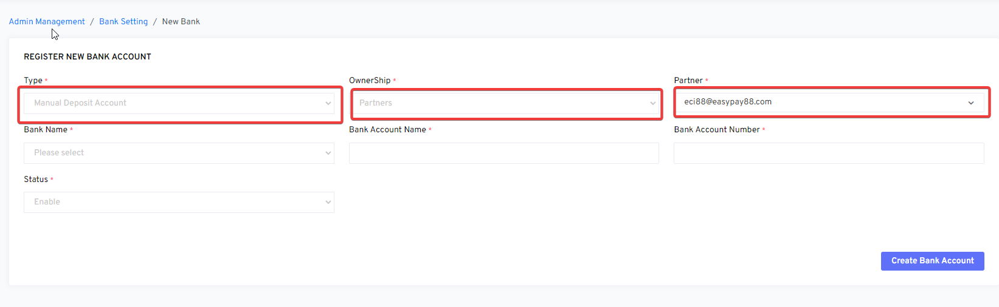 Admin Management / Bank Setting / New Bank
REGISTER NEW BANK ACCOUNT
Type * OwnerShip * Partner *
Manual Deposit Account Partners eci88@easypay88.com
Bank Name * Bank Account Name * Bank Account Number *
Please select
Status *
Enable
Create Bank Account